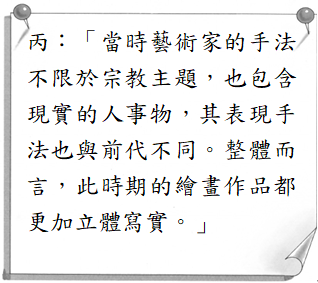 丙：「當時藝術家的手法
不限於宗教主題，也包含
現實的人事物，其表現手
法也與前代不同。整體而
言，此時期的繪畫作品都
更加立體寫實。」